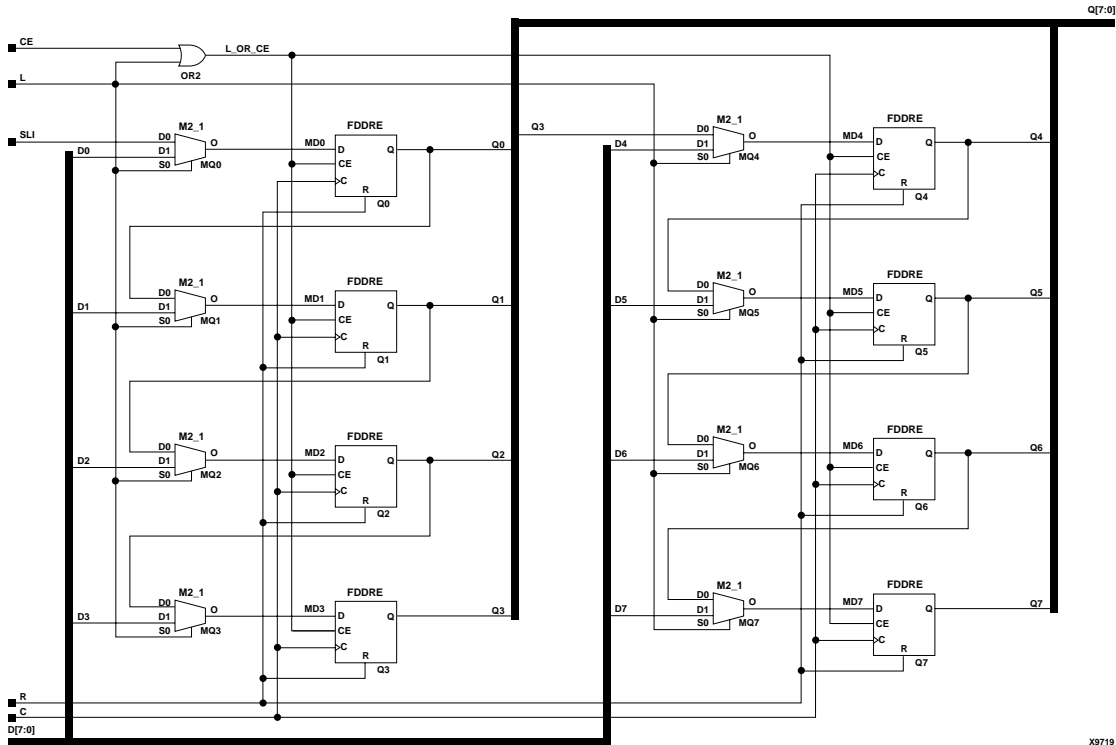 Q[7:0]
CE
L_OR_CE
OR2
L
SLI
M2_1
FDDRE
D0
D1
S0
O
MQ0
D0
MD0
D
CE
C
R
Q
Q0
Q0
Q3
D4
M2_1
D0
D1
S0
O
MQ4
MD4
FDDRE
D
CE
C
R
Q
Q4
Q4
D1
M2_1
D0
D1
S0
O
MQ1
MD1
FDDRE
D
CE
C
R
Q
Q1
Q1
D5
M2_1
D0
D1
S0
O
MQ5
MD5
FDDRE
D
CE
C
R
Q
Q5
Q5
D2
M2_1
D0
D1
S0
O
MQ2
MD2
FDDRE
D
CE
C
R
Q
Q2
Q2
D6
M2_1
D0
D1
S0
O
MQ6
MD6
FDDRE
D
CE
C
R
Q
Q6
Q6
D3
M2_1
D0
D1
S0
O
MQ3
MD3
FDDRE
D
CE
C
R
Q
Q3
Q3
D7
M2_1
D0
D1
S0
O
MQ7
MD7
FDDRE
D
CE
C
R
Q
Q7
Q7
R
C
D[7:0]
X9719